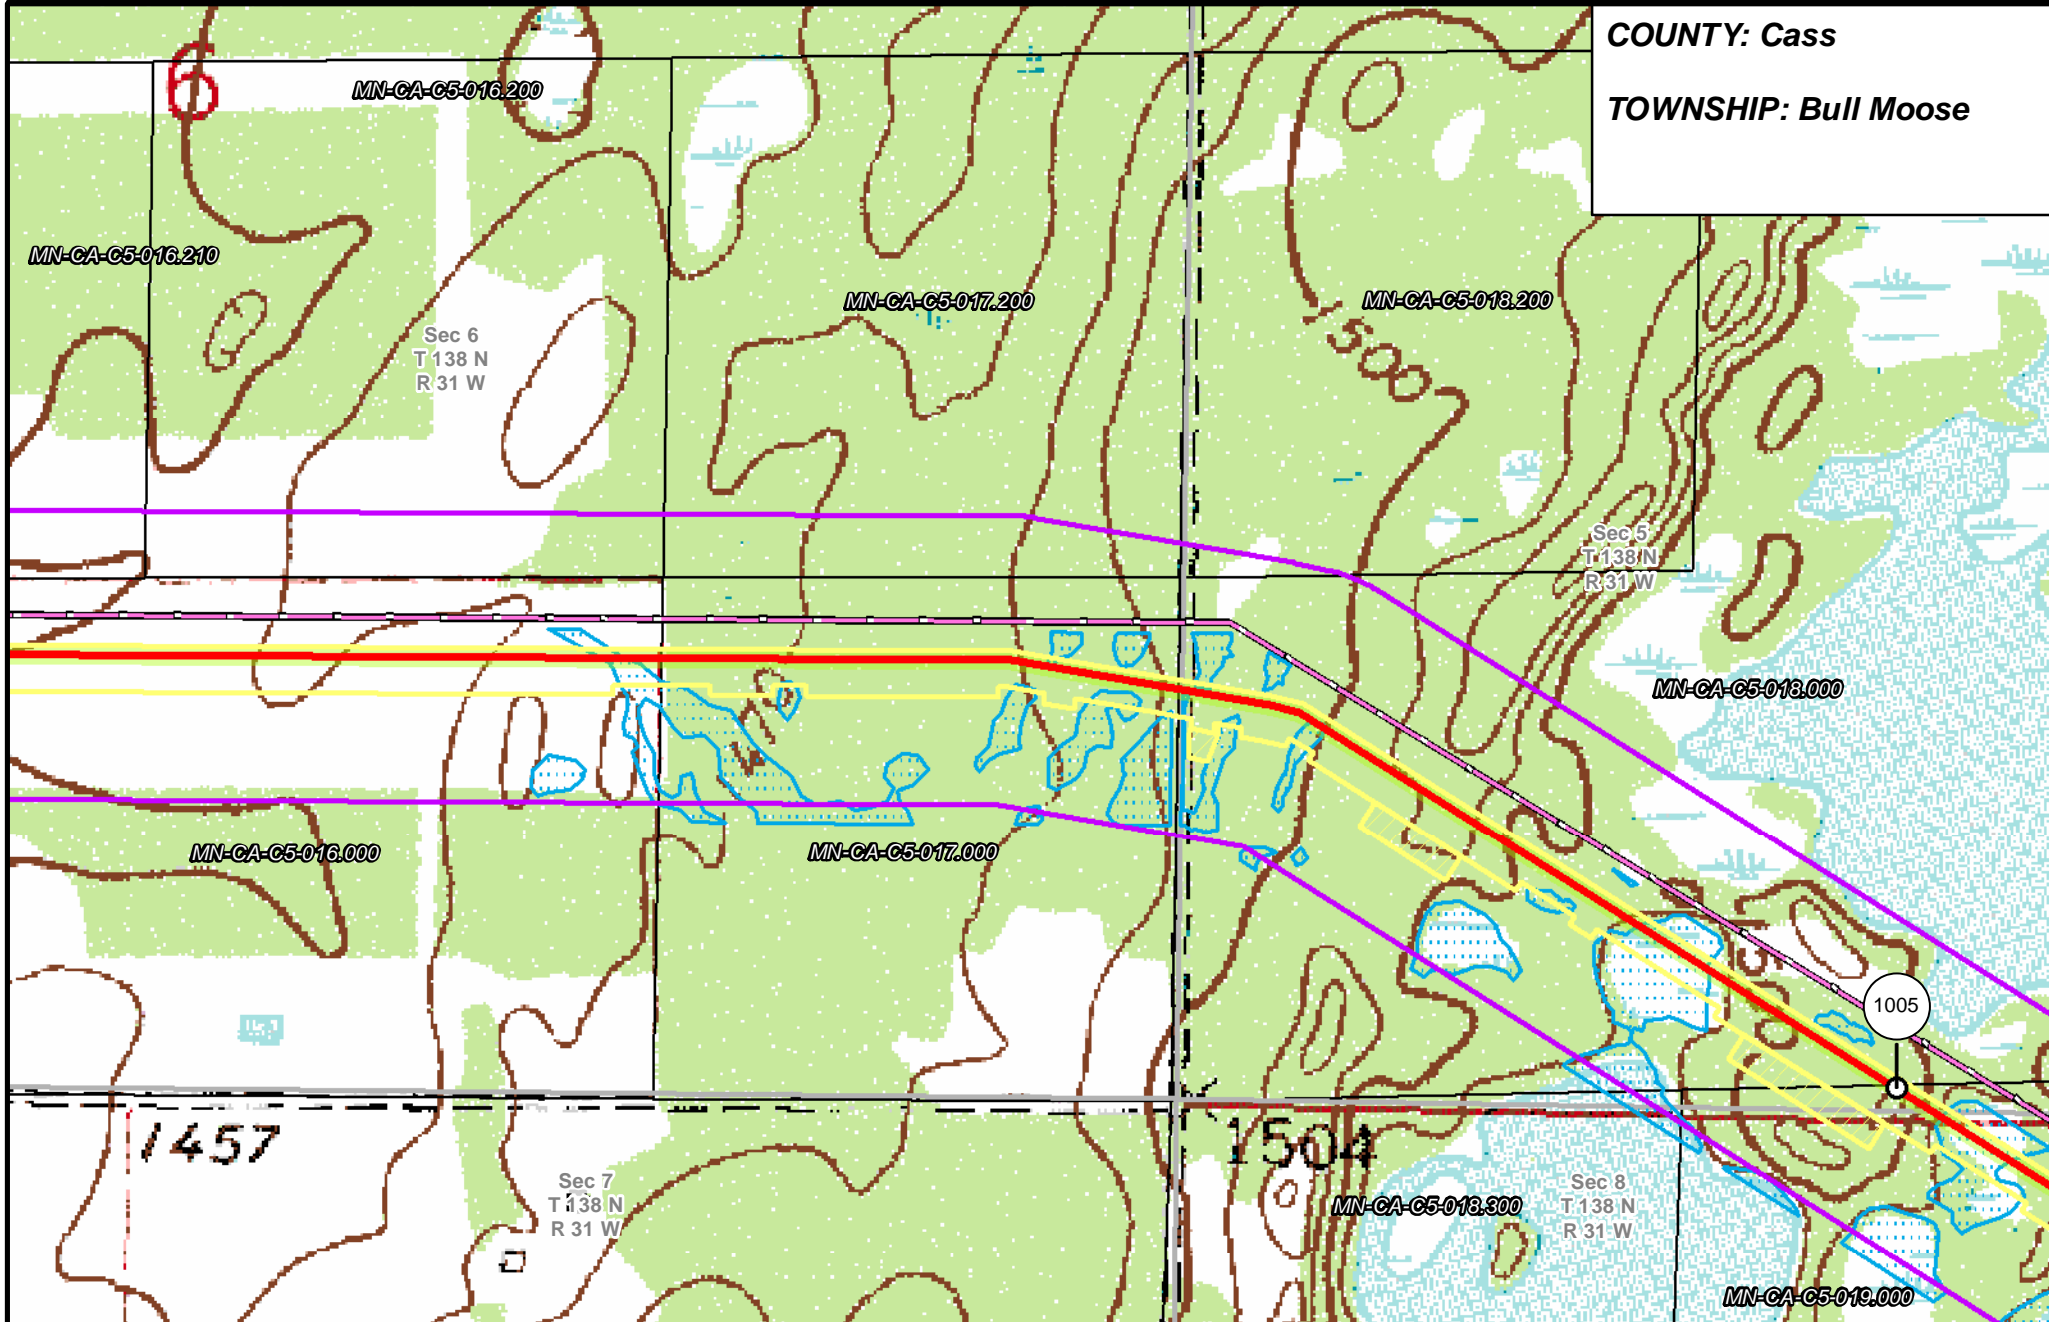 COUNTY: Cass
TOWNSHIP: Bull Moose
6
MN-CA-C5-016.200
MN-CA-C5-016.210
MN-CA-C5-017.200
MN-CA-C5-018.200
Sec 6
T 138 N
R 31 W
1500
Sec 5
T 138 N
R 31 W
MN-CA-C5-018.000
MN-CA-C5-016.000
MN-CA-C5-017.000
1005
1457
1504
Sec 7
T 138 N
R 31 W
MN-CA-C5-018.300
Sec 8
T 138 N
R 31 W
MN-CA-C5-019.000